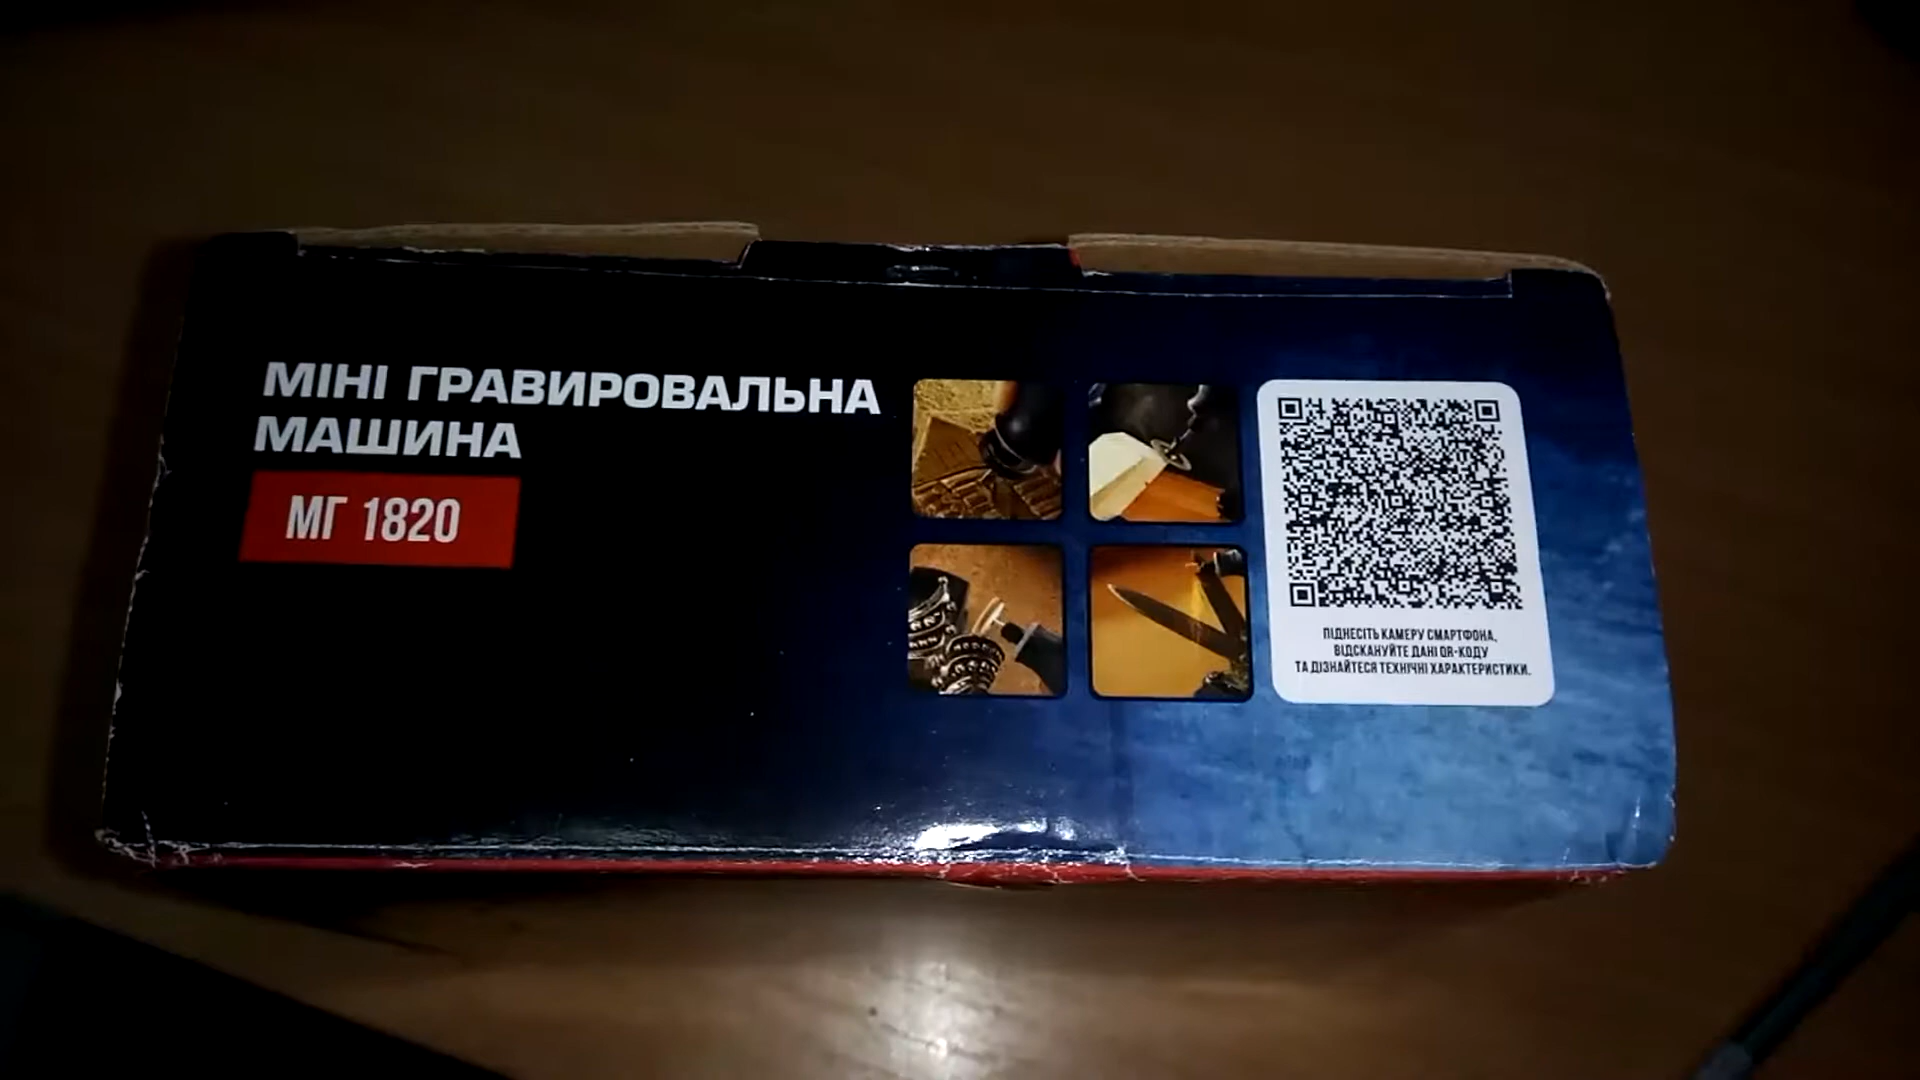 МІНІ ГРАВИРОВАЛЬНА
МАШИНА
МГ 1820
ПІДНЕСІТЬ КАМЕРУ СМАРТФОНА,
ВІДСКАНУЙТЕ ДАНІ QR-КОДУ
ТА ДІЗНАЙТЕСЯ ТЕХНІЧНІ ХАРАКТЕРИСТИКИ.